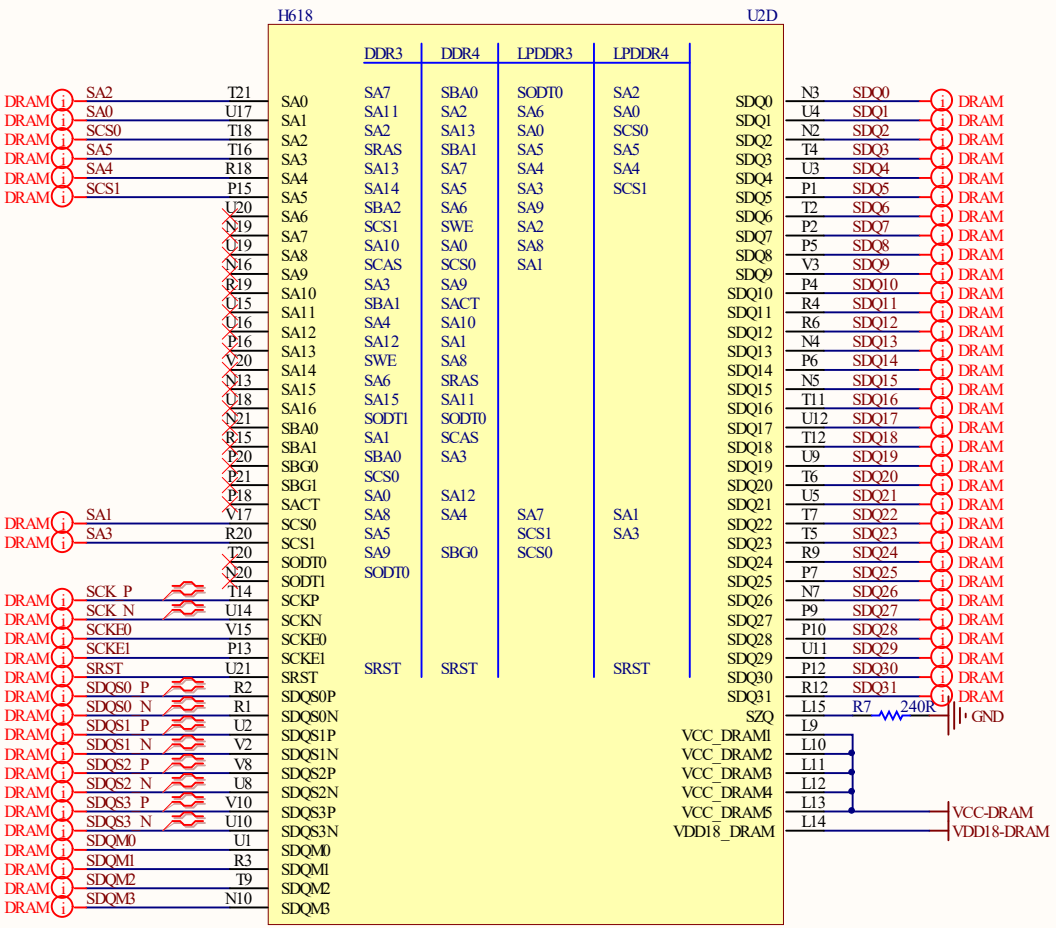 H618 U2D
DDR3 DDR4 LPDDR3 LPDDR4
DRAM i SA2 T21 SA0 SA7 SBA0 SODT0 SA2 SDQ0 N3 SDQ0 i DRAM
DRAM i SA0 U17 SA1 SA11 SA2 SA6 SA0 SDQ1 U4 SDQ1 i DRAM
DRAM i SCS0 T18 SA2 SA2 SA13 SA0 SCS0 SDQ2 N2 SDQ2 i DRAM
DRAM i SA5 T16 SA3 SRAS SBA1 SA5 SA5 SDQ3 T4 SDQ3 i DRAM
DRAM i SA4 R18 SA4 SA13 SA7 SA4 SA4 SDQ4 U3 SDQ4 i DRAM
DRAM i SCS1 P15 SA5 SA14 SA5 SA3 SCS1 SDQ5 P1 SDQ5 i DRAM
U20 SA6 SBA2 SA6 SA9 SDQ6 T2 SDQ6 i DRAM
N19 SA7 SCS1 SWE SA2 SDQ7 P2 SDQ7 i DRAM
U19 SA8 SA10 SA0 SA8 SDQ8 P5 SDQ8 i DRAM
N16 SA9 SCAS SCS0 SA1 SDQ9 V3 SDQ9 i DRAM
R19 SA10 SA3 SA9 SDQ10 P4 SDQ10 i DRAM
U15 SA11 SBA1 SACT SDQ11 R4 SDQ11 i DRAM
U16 SA12 SA4 SA10 SDQ12 R6 SDQ12 i DRAM
P16 SA13 SA12 SA1 SDQ13 N4 SDQ13 i DRAM
V20 SA14 SWE SA8 SDQ14 P6 SDQ14 i DRAM
N13 SA15 SA6 SRAS SDQ15 N5 SDQ15 i DRAM
U18 SA16 SA15 SA11 SDQ16 T11 SDQ16 i DRAM
N21 SBA0 SODT1 SODT0 SDQ17 U12 SDQ17 i DRAM
R15 SBA1 SA1 SCAS SDQ18 T12 SDQ18 i DRAM
P20 SBG0 SBA0 SA3 SDQ19 U9 SDQ19 i DRAM
P21 SBG1 SCS0 SDQ20 T6 SDQ20 i DRAM
P18 SACT SA0 SA12 SDQ21 U5 SDQ21 i DRAM
DRAM i SA1 V17 SCS0 SA8 SA4 SA7 SA1 SDQ22 T7 SDQ22 i DRAM
DRAM i SA3 R20 SCS1 SA5 SCS1 SA3 SDQ23 T5 SDQ23 i DRAM
T20 SODT0 SA9 SBG0 SCS0 SDQ24 R9 SDQ24 i DRAM
N20 SODT1 SODT0 SDQ25 P7 SDQ25 i DRAM
DRAM i SCK_P T14 SCKP SDQ26 N7 SDQ26 i DRAM
DRAM i SCK_N U14 SCKN SDQ27 P9 SDQ27 i DRAM
DRAM i SCKE0 V15 SCKE0 SDQ28 P10 SDQ28 i DRAM
DRAM i SCKE1 P13 SCKE1 SDQ29 U11 SDQ29 i DRAM
DRAM i SRST U21 SRST SRST SRST SRST SDQ30 P12 SDQ30 i DRAM
DRAM i SDQS0_P R2 SDQS0P SDQ31 R12 SDQ31 i DRAM
DRAM i SDQS0_N R1 SDQS0N SZQ L15 R7 240R GND
DRAM i SDQS1_P U2 SDQS1P VCC_DRAM1 L9
DRAM i SDQS1_N V2 SDQS1N VCC_DRAM2 L10
DRAM i SDQS2_P V8 SDQS2P VCC_DRAM3 L11
DRAM i SDQS2_N U8 SDQS2N VCC_DRAM4 L12
DRAM i SDQS3_P V10 SDQS3P VCC_DRAM5 L13 VCC-DRAM
DRAM i SDQS3_N U10 SDQS3N VDD18_DRAM L14 VDD18-DRAM
DRAM i SDQM0 U1 SDQM0
DRAM i SDQM1 R3 SDQM1
DRAM i SDQM2 T9 SDQM2
DRAM i SDQM3 N10 SDQM3